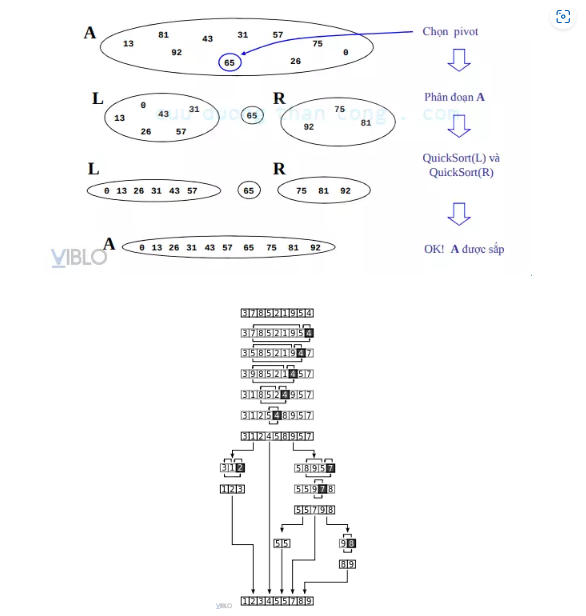 A
13 81 92 43 31 57 75 0 65 26
Chọn pivot
L
13 0 43 31 26 57
65
R
75 92 81
cuu duong than cong . com
Phân đoạn A
L
0 13 26 31 43 57
65
R
75 81 92
QuickSort(L) và
QuickSort(R)
A
0 13 26 31 43 57 65 75 81 92
OK! A được sắp
VIBLO
3 7 8 5 2 1 9 5 4
3 7 8 5 2 1 9 5 4
3 5 8 5 2 1 9 4 7
3 9 8 5 2 1 4 5 7
3 1 8 5 2 4 9 5 7
3 1 2 5 4 8 9 5 7
3 1 2 4 5 8 9 5 7
3 1 2
5 8 9 5 7
1 2 3
5 5 9 7 8
5 5 7 9 8
5 5
9 8
8 9
1 2 3 4 5 5 7 8 9
VIBLO